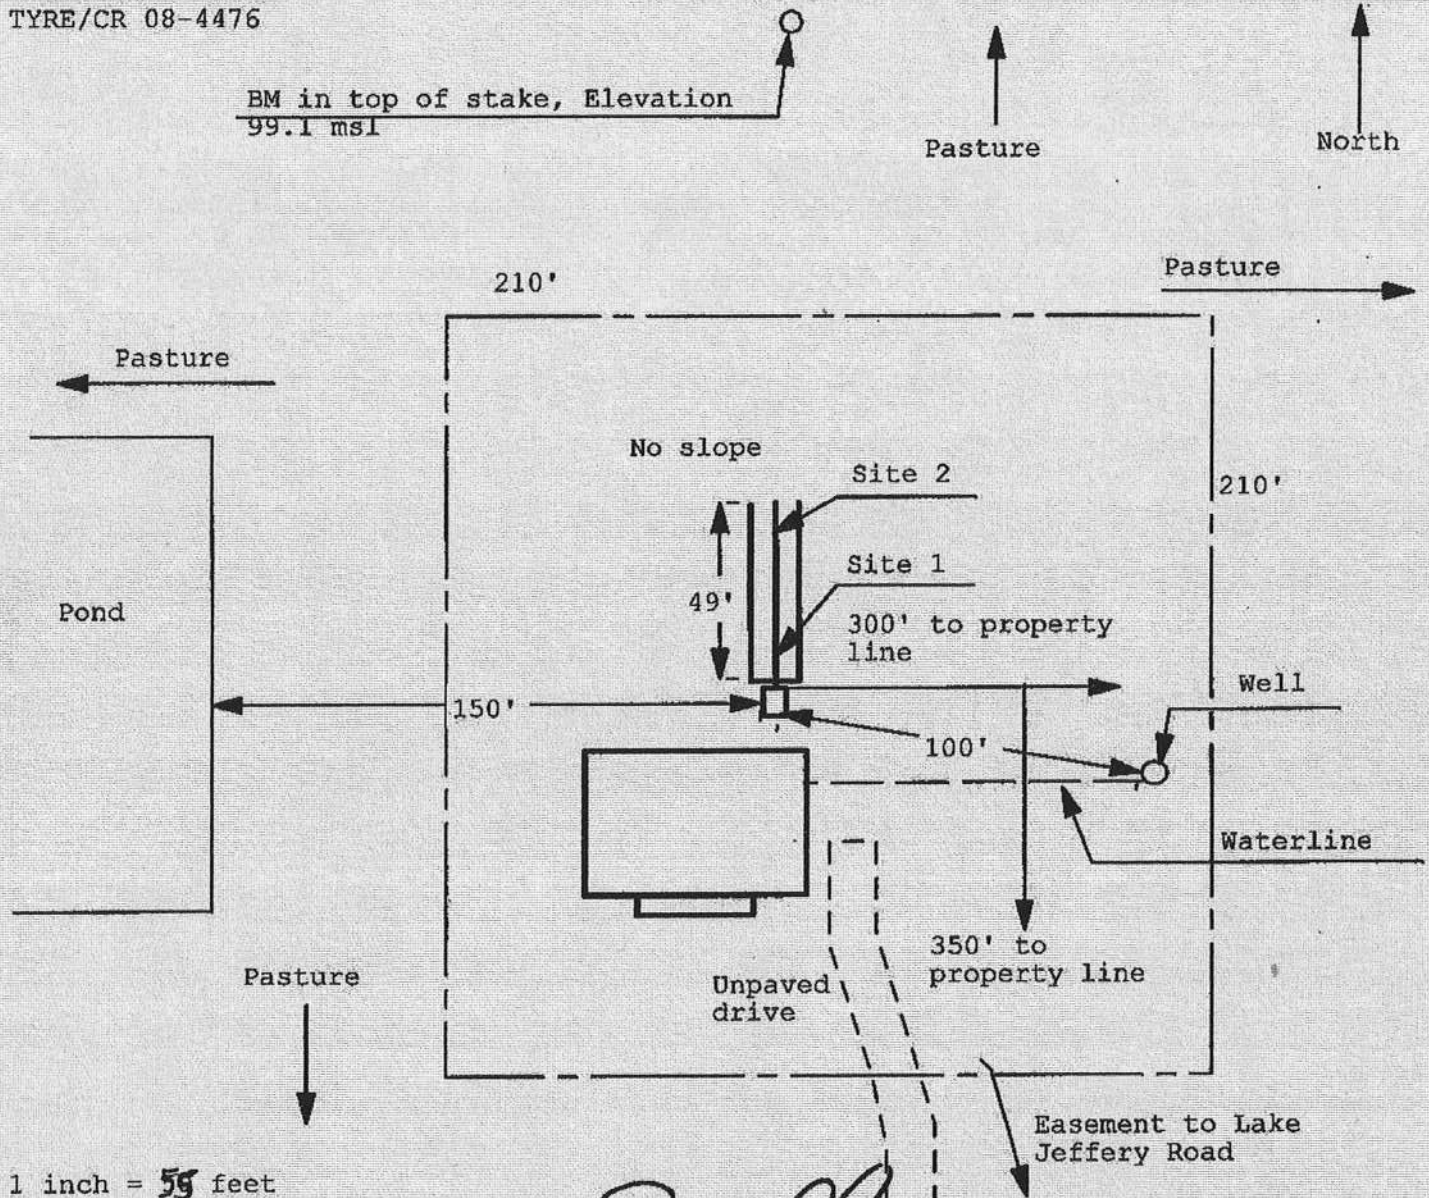 TYRE/CR 08-4476
BM in top of stake, Elevation
99.1 msl
Pasture
North
210'
Pasture
Pasture
No slope
Site 2
210'
Site 1
49'
Pond
300' to property
line
Well
150'
100'
Waterline
350' to
property line
Pasture
Unpaved
drive
Easement to Lake
Jeffery Road
1 inch = feet